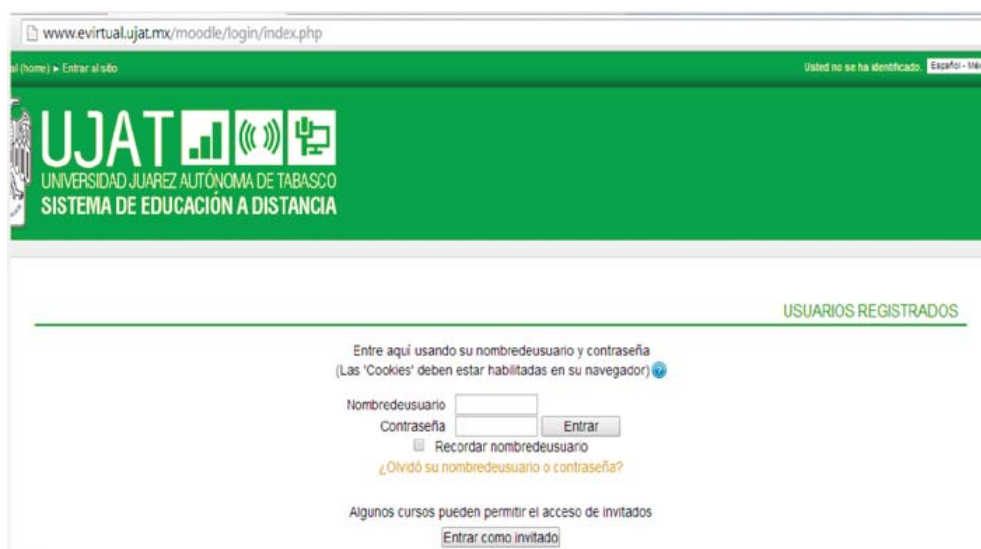 www.evirtual.ujat.mx/moodle/login/index.php
(home) ► Entrar al sitio
Usted no se ha identificado. Español - Méx
UJAT
UNIVERSIDAD JUAREZ AUTÓNOMA DE TABASCO
SISTEMA DE EDUCACIÓN A DISTANCIA
USUARIOS REGISTRADOS
Entre aquí usando su nombredeusuario y contraseña
(Las 'Cookies' deben estar habilitadas en su navegador)
Nombredeusuario
Contraseña Entrar
Recordar nombredeusuario
¿Olvidó su nombredeusuario o contraseña?
Algunos cursos pueden permitir el acceso de invitados
Entrar como invitado